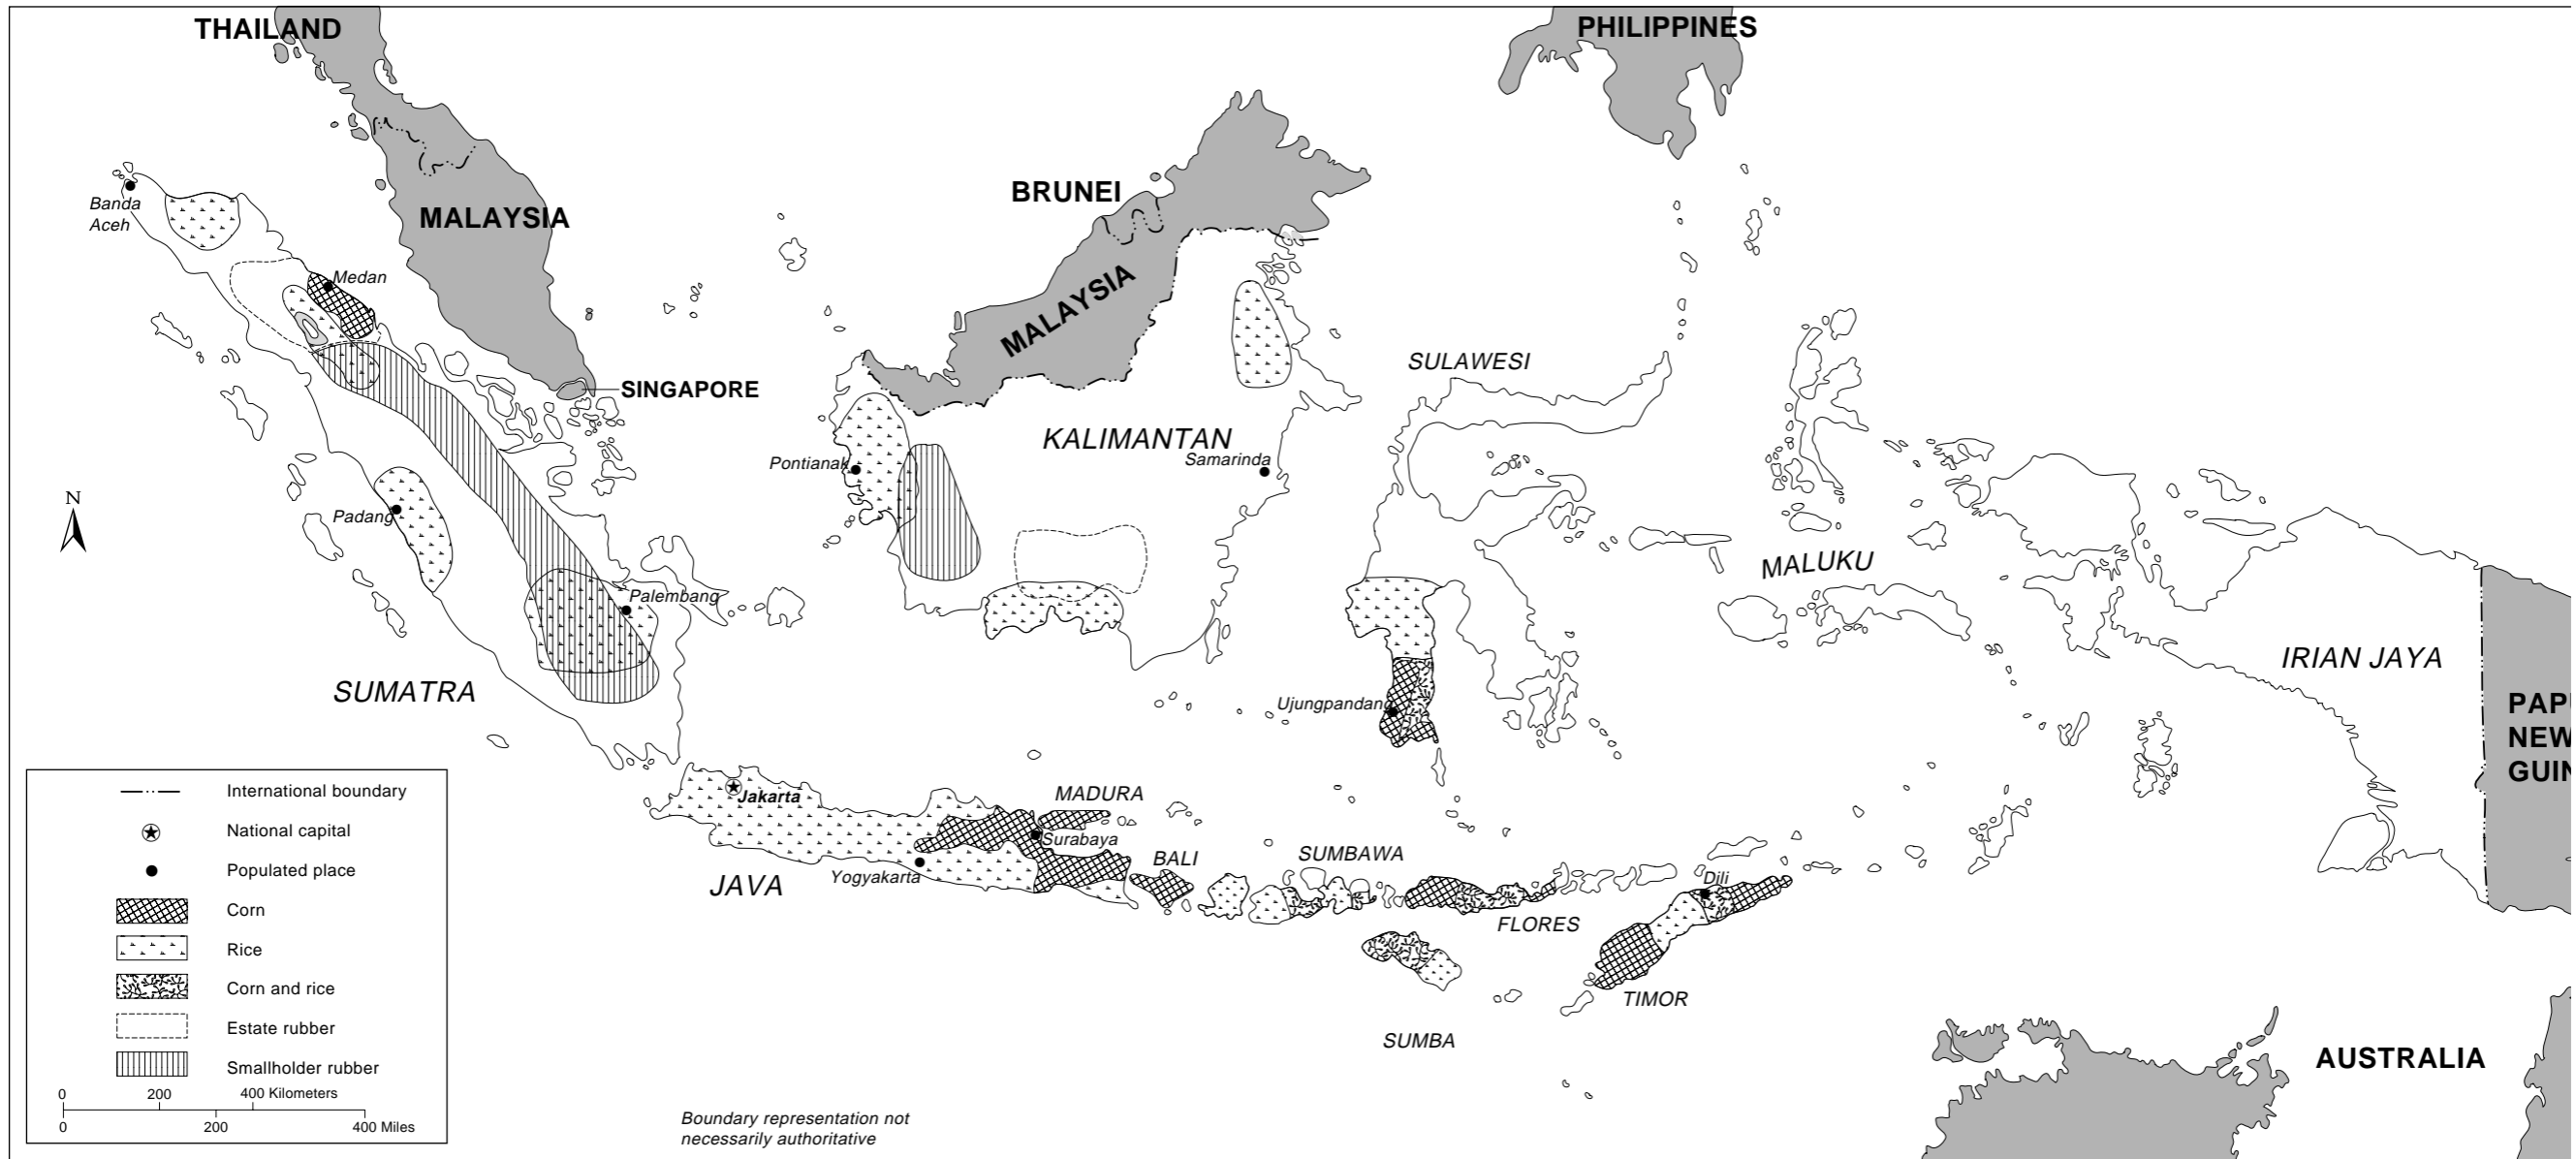 THAILAND
PHILIPPINES
BRUNEI
MALAYSIA
MALAYSIA
Banda
Aceh
Medan
SINGAPORE
SULAWESI
KALIMANTAN
Pontianak
Samarinda
N
Padang
Palembang
MALUKU
SUMATRA
IRIAN JAYA
Ujungpandang
PAPU
NEW
GUIN
Jakarta
MADURA
Surabaya
BALI
SUMBAWA
Yogyakarta
JAVA
Dili
FLORES
TIMOR
SUMBA
AUSTRALIA
International boundary
National capital
Populated place
Corn
Rice
Corn and rice
Estate rubber
Smallholder rubber
0 200 400 Kilometers
0 200 400 Miles
Boundary representation not
necessarily authoritative